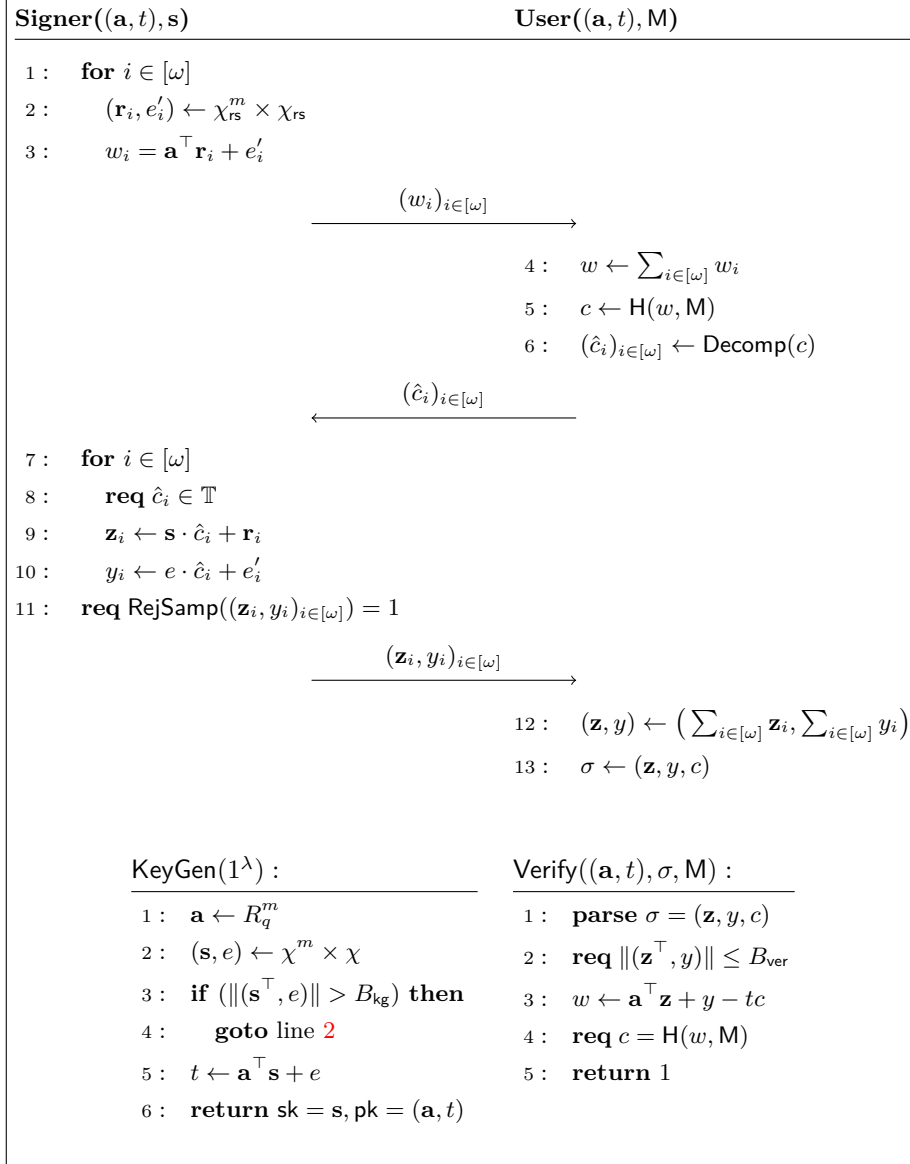 Signer((a, t), s) User((a, t), M)
1 : for i ∈ [ω]
2 : (r_i, e'_i) ← χ_rs^m × χ_rs
3 : w_i = a^⊤ r_i + e'_i
(w_i)_{i∈[ω]}
4 : w ← ∑_{i∈[ω]} w_i
5 : c ← H(w, M)
6 : (ĉ_i)_{i∈[ω]} ← Decomp(c)
(ĉ_i)_{i∈[ω]}
7 : for i ∈ [ω]
8 : req ĉ_i ∈ 𝕋
9 : z_i ← s · ĉ_i + r_i
10 : y_i ← e · ĉ_i + e'_i
11 : req RejSamp((z_i, y_i)_{i∈[ω]}) = 1
(z_i, y_i)_{i∈[ω]}
12 : (z, y) ← (∑_{i∈[ω]} z_i, ∑_{i∈[ω]} y_i)
13 : σ ← (z, y, c)
KeyGen(1^λ) :
1 : a ← R_q^m
2 : (s, e) ← χ^m × χ
3 : if (‖(s^⊤, e)‖ > B_kg) then
4 : goto line 2
5 : t ← a^⊤ s + e
6 : return sk = s, pk = (a, t)
Verify((a, t), σ, M) :
1 : parse σ = (z, y, c)
2 : req ‖(z^⊤, y)‖ ≤ B_ver
3 : w ← a^⊤ z + y − tc
4 : req c = H(w, M)
5 : return 1